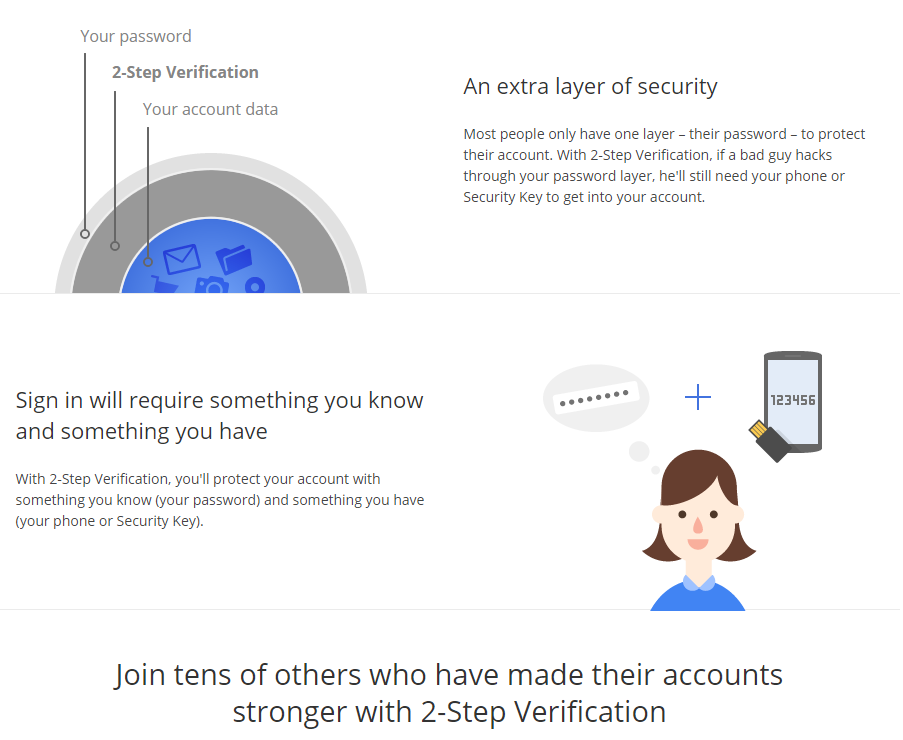 Your password
2-Step Verification
Your account data
An extra layer of security
Most people only have one layer – their password – to protect
their account. With 2-Step Verification, if a bad guy hacks
through your password layer, he'll still need your phone or
Security Key to get into your account.
Sign in will require something you know
and something you have
With 2-Step Verification, you'll protect your account with
something you know (your password) and something you have
(your phone or Security Key).
123456
Join tens of others who have made their accounts
stronger with 2-Step Verification